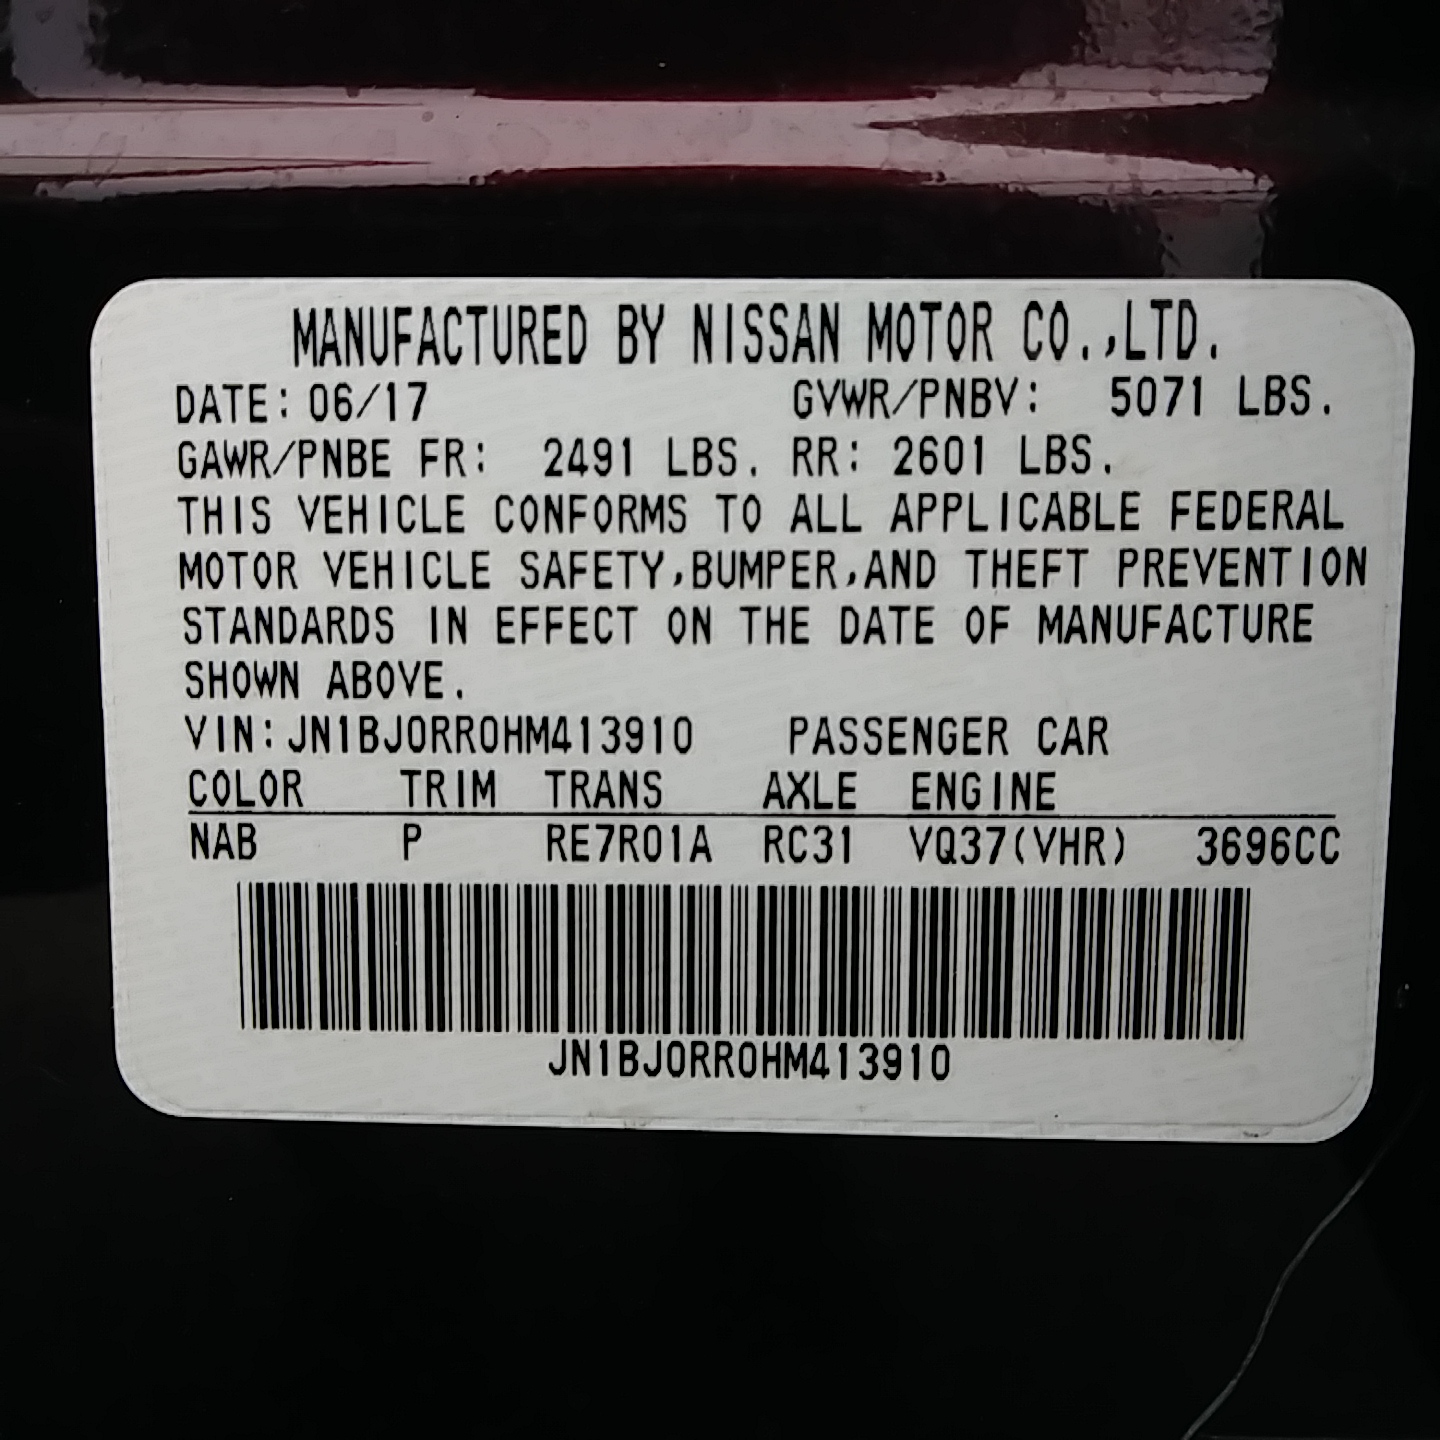 MANUFACTURED BY NISSAN MOTOR CO.,LTD.
DATE: 06/17 GVWR/PNBV: 5071 LBS.
GAWR/PNBE FR: 2491 LBS. RR: 2601 LBS.
THIS VEHICLE CONFORMS TO ALL APPLICABLE FEDERAL
MOTOR VEHICLE SAFETY,BUMPER,AND THEFT PREVENTION
STANDARDS IN EFFECT ON THE DATE OF MANUFACTURE
SHOWN ABOVE.
VIN:JN1BJ0RR0HM413910 PASSENGER CAR
COLOR TRIM TRANS AXLE ENGINE
NAB P RE7R01A RC31 VQ37(VHR) 3696CC
JN1BJ0RR0HM413910